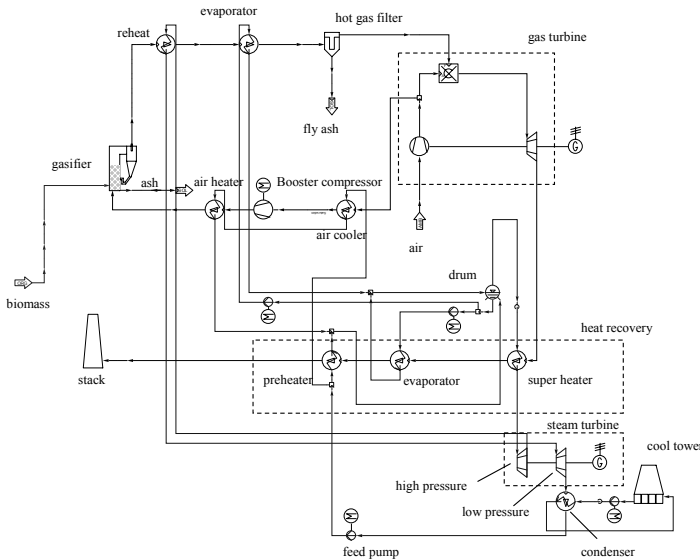 evaporator
hot gas filter
reheat
gas turbine
fly ash
G
gasifier
ash
air heater
M
Booster compressor
air cooler
air
drum
biomass
M
M
heat recovery
stack
preheater
evaporator
super heater
steam turbine
G
cool tower
high pressure
low pressure
M
M
feed pump
condenser